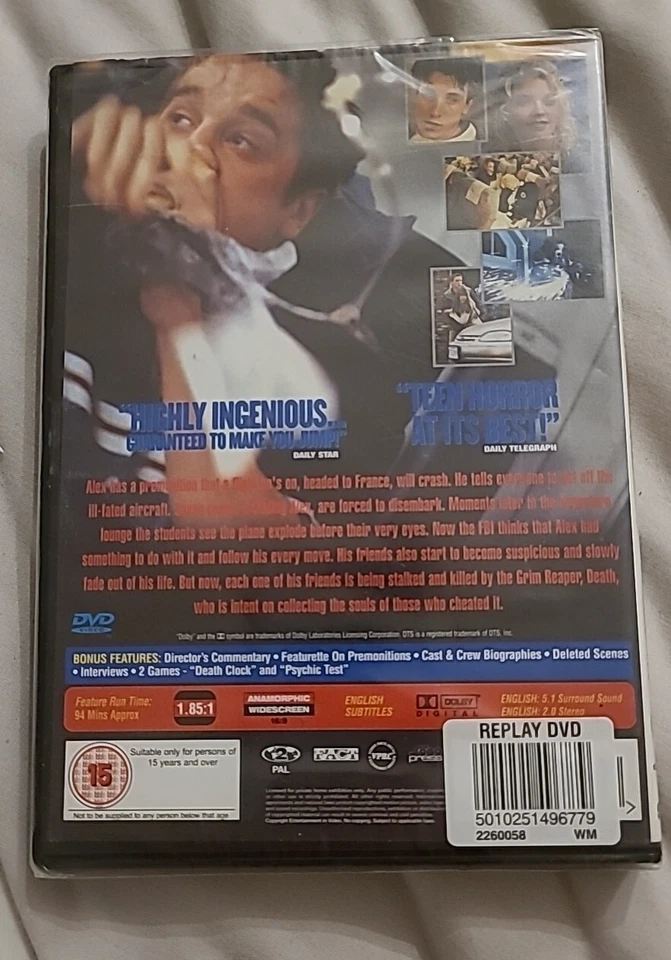 "HIGHLY INGENIOUS...
GUARANTEED TO MAKE YOU JUMP!"
DAILY STAR
"TEEN HORROR
AT ITS BEST!"
DAILY TELEGRAPH
Alex has a premonition that a he's on, headed to France, will crash. He tells everyone to get off the
ill-fated aircraft. are forced to disembark. Moments later in the
lounge the students see the plane explode before their very eyes. Now the FBI thinks that Alex had
something to do with it and follow his every move. His friends also start to become suspicious and slowly
fade out of his life. But now, each one of his friends is being stalked and killed by the Grim Reaper, Death,
who is intent on collecting the souls of those who cheated it.
DVD
VIDEO
"Dolby" and the symbol are trademarks of Dolby Laboratories Licensing Corporation. DTS is a registered trademark of DTS, Inc.
BONUS FEATURES: Director's Commentary • Featurette On Premonitions • Cast & Crew Biographies • Deleted Scenes
• Interviews • 2 Games - "Death Clock" and "Psychic Test"
Feature Run Time:
94 Mins Approx
1.85:1
ANAMORPHIC
WIDESCREEN
16:9
ENGLISH
SUBTITLES
DOLBY
DIGITAL
ENGLISH: 5.1 Surround Sound
ENGLISH: 2.0 Stereo
15
Suitable only for persons of
15 years and over
Not to be supplied to any person below that age
2
PAL
FACT
VPRC
REPLAY DVD
5010251496779
2260058 WM